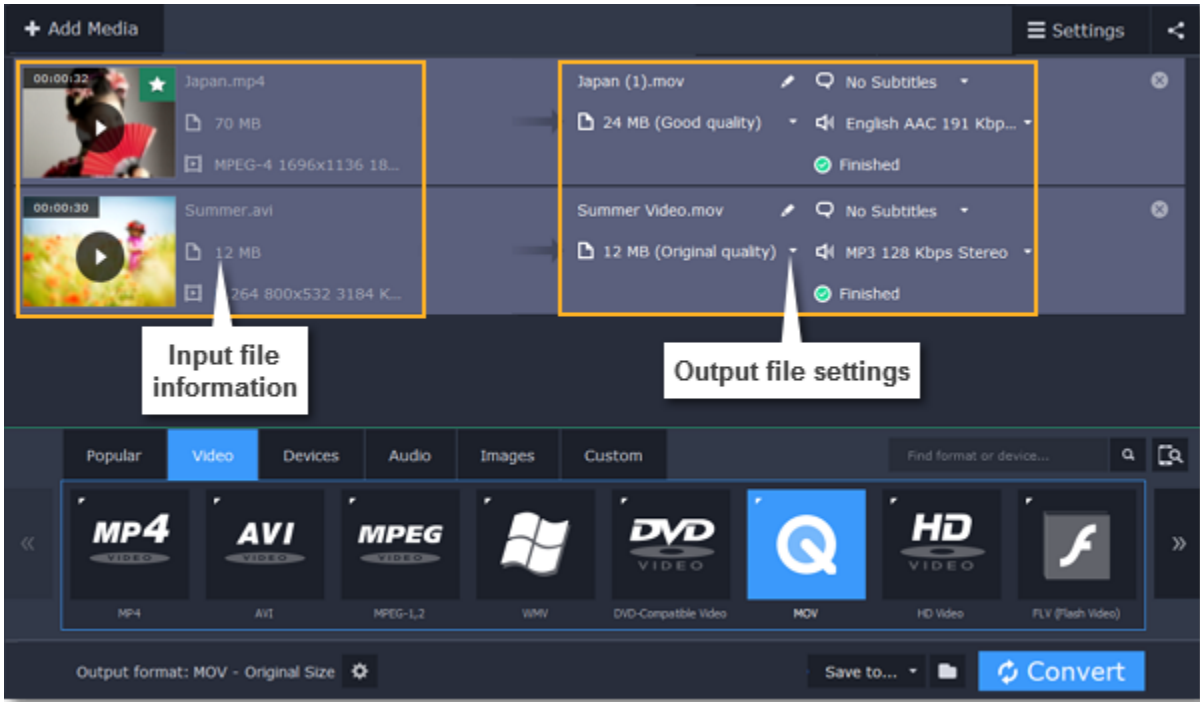 Add Media
Settings
00:00:32
Japan.mp4
70 MB
MPEG-4 1696x1136 18...
Japan (1).mov
No Subtitles
24 MB (Good quality)
English AAC 191 Kbp...
Finished
00:00:30
Summer.avi
12 MB
264 800x532 3184 K...
Summer Video.mov
No Subtitles
12 MB (Original quality)
MP3 128 Kbps Stereo
Finished
Input file
information
Output file settings
Popular
Video
Devices
Audio
Images
Custom
Find format or device...
MP4
VIDEO
AVI
VIDEO
MPEG
VIDEO
DVD
VIDEO
HD
VIDEO
MP4
AVI
MPEG-1,2
WMV
DVD-Compatible Video
MOV
HD Video
FLV (Flash Video)
Output format: MOV - Original Size
Save to...
Convert